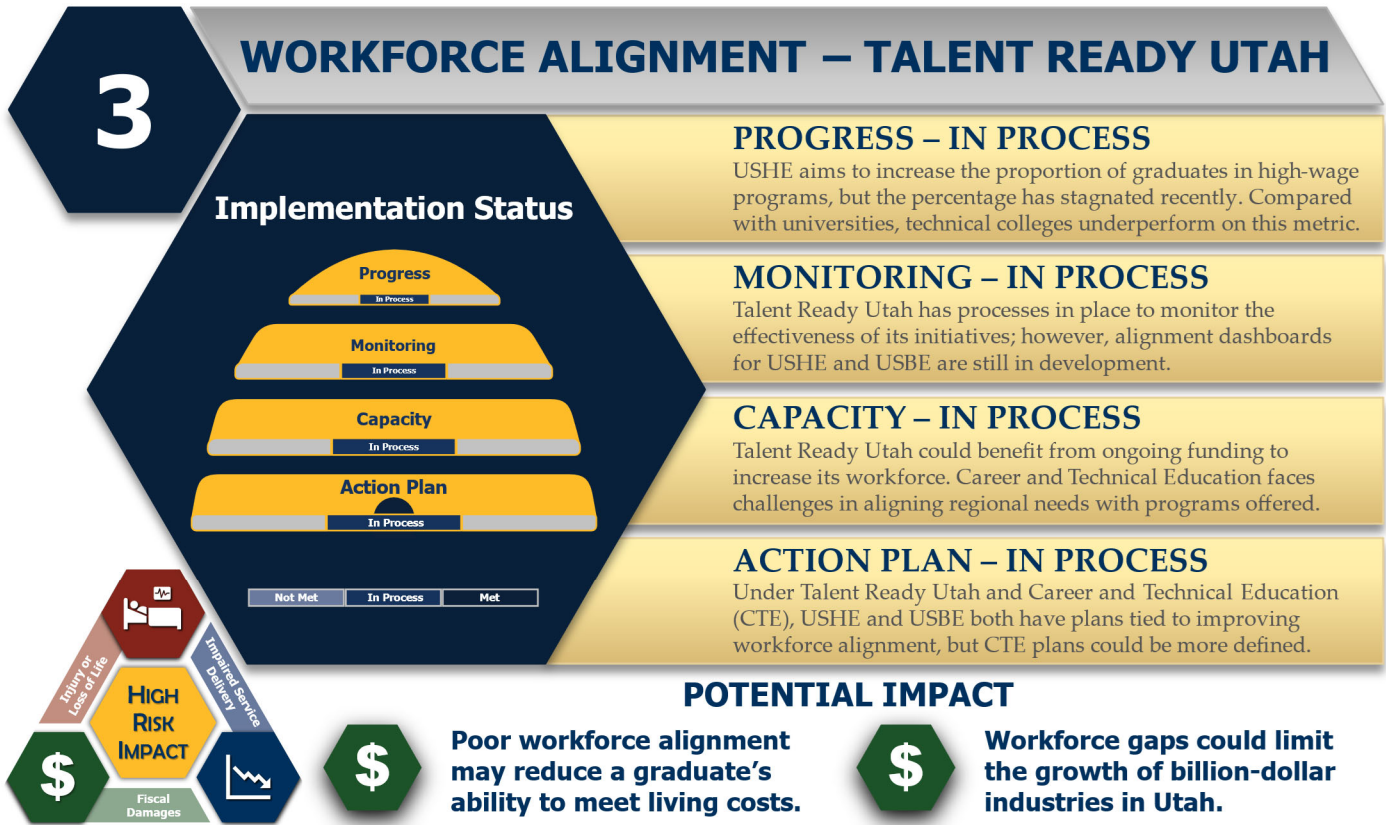 3
WORKFORCE ALIGNMENT – TALENT READY UTAH
Implementation Status
Progress
In Process
Monitoring
In Process
Capacity
In Process
Action Plan
In Process
Not Met In Process Met
PROGRESS – IN PROCESS
USHE aims to increase the proportion of graduates in high-wage
programs, but the percentage has stagnated recently. Compared
with universities, technical colleges underperform on this metric.
MONITORING – IN PROCESS
Talent Ready Utah has processes in place to monitor the
effectiveness of its initiatives; however, alignment dashboards
for USHE and USBE are still in development.
CAPACITY – IN PROCESS
Talent Ready Utah could benefit from ongoing funding to
increase its workforce. Career and Technical Education faces
challenges in aligning regional needs with programs offered.
ACTION PLAN – IN PROCESS
Under Talent Ready Utah and Career and Technical Education
(CTE), USHE and USBE both have plans tied to improving
workforce alignment, but CTE plans could be more defined.
Injury or
Loss of Life
Impaired Service
Delivery
HIGH
RISK
IMPACT
$
Fiscal
Damages
POTENTIAL IMPACT
$
Poor workforce alignment
may reduce a graduate’s
ability to meet living costs.
$
Workforce gaps could limit
the growth of billion-dollar
industries in Utah.